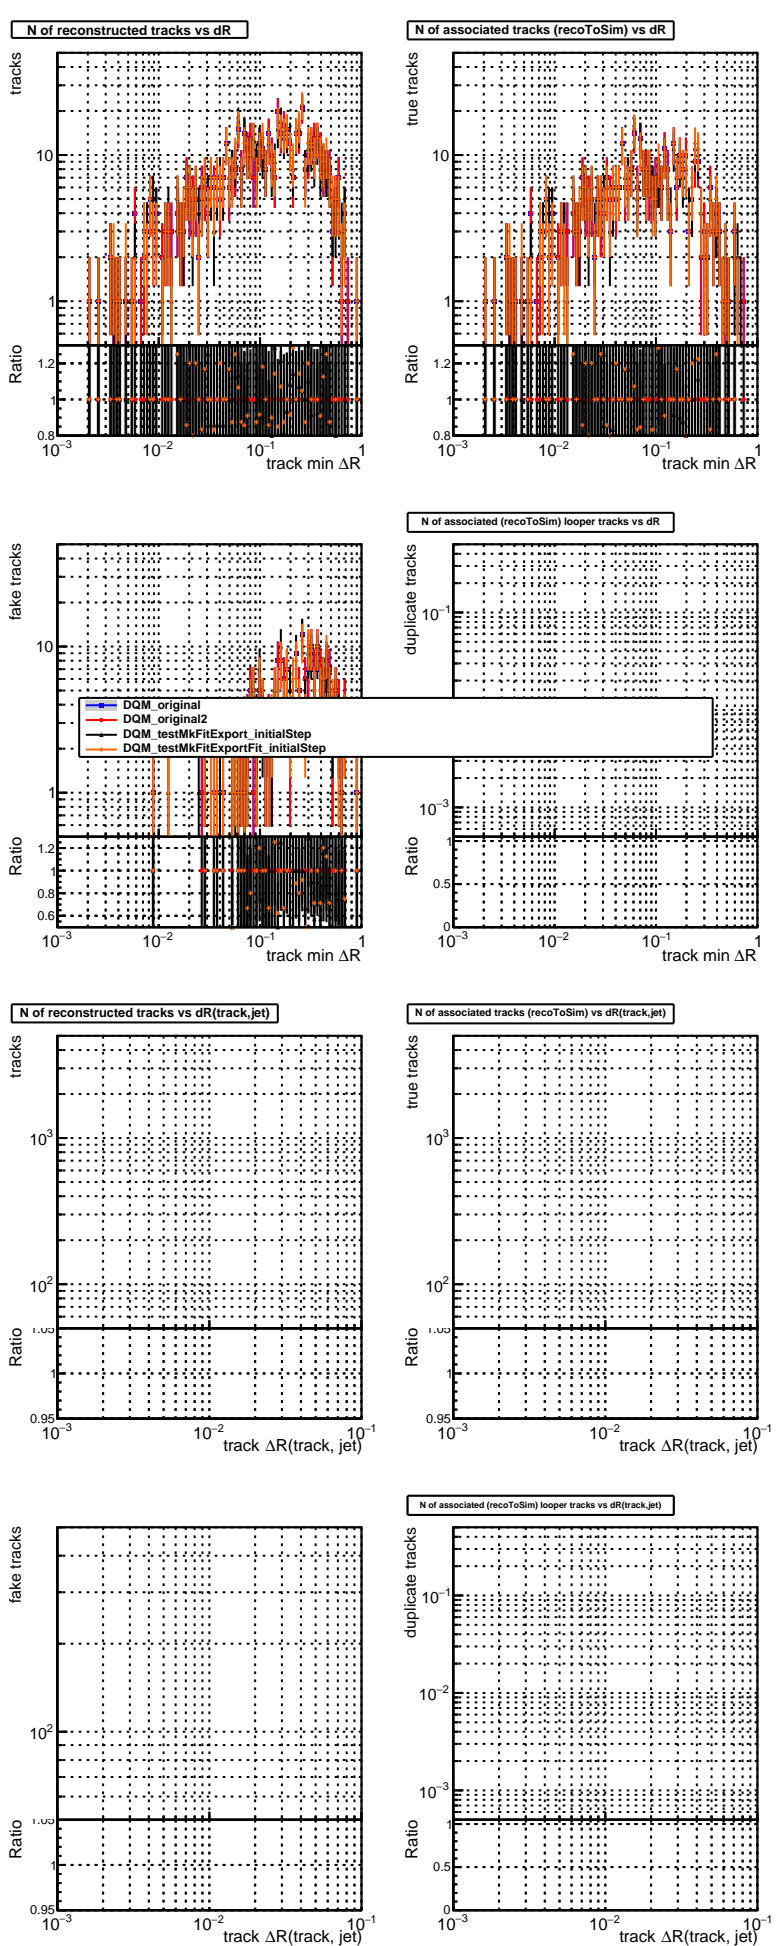 N of reconstructed tracks vs dR
tracks
10
1
Ratio
1.2
1
0.8
10⁻³ 10⁻² 10⁻¹ 1
track min ΔR
N of associated tracks (recoToSim) vs dR
true tracks
10
1
Ratio
1.2
1
0.8
10⁻³ 10⁻² 10⁻¹ 1
track min ΔR
fake tracks
10
1
Ratio
1.2
1
0.8
0.6
10⁻³ 10⁻² 10⁻¹ 1
track min ΔR
N of associated (recoToSim) looper tracks vs dR
duplicate tracks
10⁻¹
10⁻³
Ratio
1
0.5
0
10⁻³ 10⁻² 10⁻¹ 1
track min ΔR
DQM_original
DQM_original2
DQM_testMkFitExport_initialStep
DQM_testMkFitExportFit_initialStep
N of reconstructed tracks vs dR(track,jet)
tracks
10³
10²
Ratio
1.05
1
0.95
10⁻³ 10⁻² 10⁻¹
track ΔR(track, jet)
N of associated tracks (recoToSim) vs dR(track,jet)
true tracks
10³
10²
Ratio
1.05
1
0.95
10⁻³ 10⁻² 10⁻¹
track ΔR(track, jet)
fake tracks
10²
Ratio
1.05
1
0.95
10⁻³ 10⁻² 10⁻¹
track ΔR(track, jet)
N of associated (recoToSim) looper tracks vs dR(track,jet)
duplicate tracks
10⁻¹
10⁻²
10⁻³
Ratio
1
0.5
0
10⁻³ 10⁻² 10⁻¹
track ΔR(track, jet)